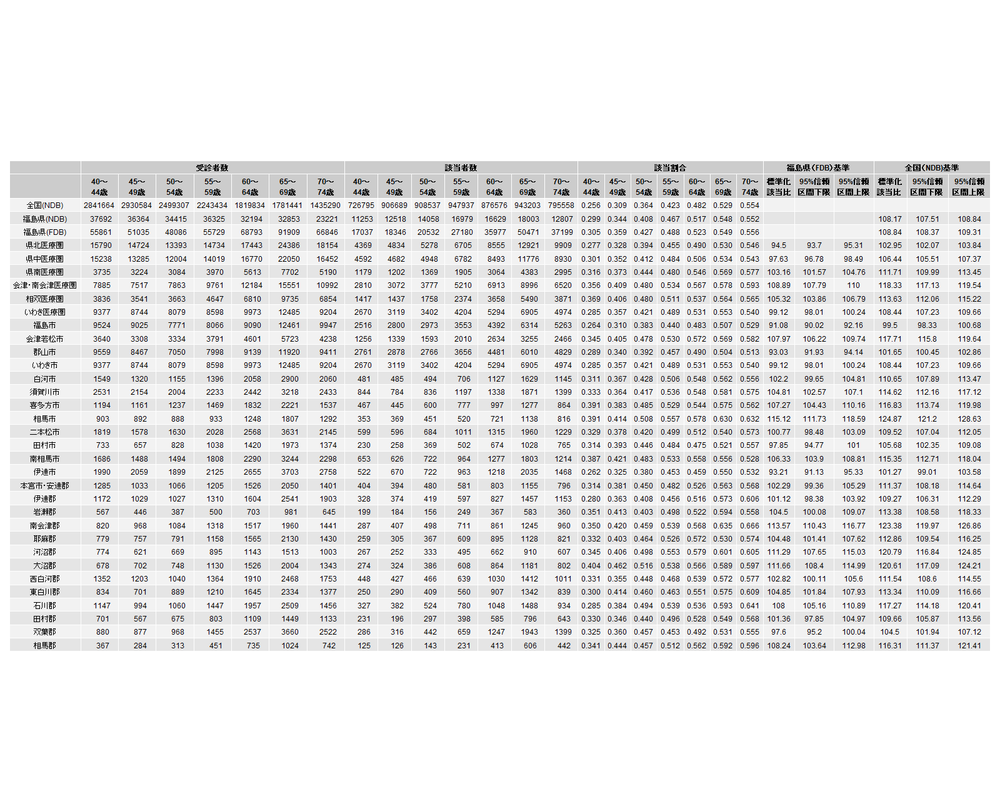 受診者数 該当者数 該当割合 福島県(FDB)基準 全国(NDB)基準
40～44歳 45～49歳 50～54歳 55～59歳 60～64歳 65～69歳 70～74歳 40～44歳 45～49歳 50～54歳 55～59歳 60～64歳 65～69歳 70～74歳 40～44歳 45～49歳 50～54歳 55～59歳 60～64歳 65～69歳 70～74歳 標準化該当比 95%信頼区間下限 95%信頼区間上限 標準化該当比 95%信頼区間下限 95%信頼区間上限
全国(NDB) 2841664 2930584 2499307 2243434 1819834 1781441 1435290 726795 906689 908537 947937 876576 943203 795558 0.256 0.309 0.364 0.423 0.482 0.529 0.554
福島県(NDB) 37692 36364 34415 36325 32194 32853 23221 11253 12518 14058 16979 16629 18003 12807 0.299 0.344 0.408 0.467 0.517 0.548 0.552 108.17 107.51 108.84
福島県(FDB) 55861 51035 48086 55729 68793 91909 66846 17037 18346 20532 27180 35977 50471 37199 0.305 0.359 0.427 0.488 0.523 0.549 0.556 108.84 108.37 109.31
県北医療圏 15790 14724 13393 14734 17443 24386 18154 4369 4834 5278 6705 8555 12921 9909 0.277 0.328 0.394 0.455 0.490 0.530 0.546 94.5 93.7 95.31 102.95 102.07 103.84
県中医療圏 15238 13285 12004 14019 16770 22050 16452 4592 4682 4948 6782 8493 11776 8930 0.301 0.352 0.412 0.484 0.506 0.534 0.543 97.63 96.78 98.49 106.44 105.51 107.37
県南医療圏 3735 3224 3084 3970 5613 7702 5190 1179 1202 1369 1905 3064 4383 2995 0.316 0.373 0.444 0.480 0.546 0.569 0.577 103.16 101.57 104.76 111.71 109.99 113.45
会津・南会津医療圏 7885 7517 7863 9761 12184 15551 10992 2810 3072 3777 5210 6913 8996 6520 0.356 0.409 0.480 0.534 0.567 0.578 0.593 108.89 107.79 110 118.33 117.13 119.54
相双医療圏 3836 3541 3663 4647 6810 9735 6854 1417 1437 1758 2374 3658 5490 3871 0.369 0.406 0.480 0.511 0.537 0.564 0.565 105.32 103.86 106.79 113.63 112.06 115.22
いわき医療圏 9377 8744 8079 8598 9973 12485 9204 2670 3119 3402 4204 5294 6905 4974 0.285 0.357 0.421 0.489 0.531 0.553 0.540 99.12 98.01 100.24 108.44 107.23 109.66
福島市 9524 9025 7771 8066 9090 12461 9947 2516 2800 2973 3553 4392 6314 5263 0.264 0.310 0.383 0.440 0.483 0.507 0.529 91.08 90.02 92.16 99.5 98.33 100.68
会津若松市 3640 3308 3334 3791 4601 5723 4238 1256 1339 1593 2010 2634 3255 2466 0.345 0.405 0.478 0.530 0.572 0.569 0.582 107.97 106.22 109.74 117.71 115.8 119.64
郡山市 9559 8467 7050 7998 9139 11920 9411 2761 2878 2766 3656 4481 6010 4829 0.289 0.340 0.392 0.457 0.490 0.504 0.513 93.03 91.93 94.14 101.65 100.45 102.86
いわき市 9377 8744 8079 8598 9973 12485 9204 2670 3119 3402 4204 5294 6905 4974 0.285 0.357 0.421 0.489 0.531 0.553 0.540 99.12 98.01 100.24 108.44 107.23 109.66
白河市 1549 1320 1155 1396 2058 2900 2060 481 485 494 706 1127 1629 1145 0.311 0.367 0.428 0.506 0.548 0.562 0.556 102.2 99.65 104.81 110.65 107.89 113.47
須賀川市 2531 2154 2004 2233 2442 3218 2433 844 784 836 1197 1338 1871 1399 0.333 0.364 0.417 0.536 0.548 0.581 0.575 104.81 102.57 107.1 114.62 112.16 117.12
喜多方市 1194 1161 1237 1469 1832 2221 1537 467 445 600 777 997 1277 864 0.391 0.383 0.485 0.529 0.544 0.575 0.562 107.27 104.43 110.16 116.83 113.74 119.98
相馬市 903 892 888 933 1248 1807 1292 353 369 451 520 721 1138 816 0.391 0.414 0.508 0.557 0.578 0.630 0.632 115.12 111.73 118.59 124.87 121.2 128.63
二本松市 1819 1578 1630 2028 2568 3631 2145 599 596 684 1011 1315 1960 1229 0.329 0.378 0.420 0.499 0.512 0.540 0.573 100.77 98.48 103.09 109.52 107.04 112.05
田村市 733 657 828 1038 1420 1973 1374 230 258 369 502 674 1028 765 0.314 0.393 0.446 0.484 0.475 0.521 0.557 97.85 94.77 101 105.68 102.35 109.08
南相馬市 1686 1488 1494 1808 2290 3244 2298 653 626 722 964 1277 1803 1214 0.387 0.421 0.483 0.533 0.558 0.556 0.528 106.33 103.9 108.81 115.35 112.71 118.04
伊達市 1990 2059 1899 2125 2655 3703 2758 522 670 722 963 1218 2035 1468 0.262 0.325 0.380 0.453 0.459 0.550 0.532 93.21 91.13 95.33 101.27 99.01 103.58
本宮市・安達郡 1285 1033 1066 1205 1526 2050 1401 404 394 480 581 803 1155 796 0.314 0.381 0.450 0.482 0.526 0.563 0.568 102.29 99.36 105.29 111.37 108.18 114.64
伊達郡 1172 1029 1027 1310 1604 2541 1903 328 374 419 597 827 1457 1153 0.280 0.363 0.408 0.456 0.516 0.573 0.606 101.12 98.38 103.92 109.27 106.31 112.29
岩瀬郡 567 446 387 500 703 981 645 199 184 156 249 367 583 360 0.351 0.413 0.403 0.498 0.522 0.594 0.558 104.5 100.08 109.07 113.38 108.58 118.33
南会津郡 820 968 1084 1318 1517 1960 1441 287 407 498 711 861 1245 960 0.350 0.420 0.459 0.539 0.568 0.635 0.666 113.57 110.43 116.77 123.38 119.97 126.86
耶麻郡 779 757 791 1158 1565 2130 1430 259 305 367 609 895 1128 821 0.332 0.403 0.464 0.526 0.572 0.530 0.574 104.48 101.41 107.62 112.86 109.54 116.25
河沼郡 774 621 669 895 1143 1513 1003 267 252 333 495 662 910 607 0.345 0.406 0.498 0.553 0.579 0.601 0.605 111.29 107.65 115.03 120.79 116.84 124.85
大沼郡 678 702 748 1130 1526 2004 1343 274 324 386 608 864 1181 802 0.404 0.462 0.516 0.538 0.566 0.589 0.597 111.66 108.4 114.99 120.61 117.09 124.21
西白河郡 1352 1203 1040 1364 1910 2468 1753 448 427 466 639 1030 1412 1011 0.331 0.355 0.448 0.468 0.539 0.572 0.577 102.82 100.11 105.6 111.54 108.6 114.55
東白川郡 834 701 889 1210 1645 2334 1377 250 290 409 560 907 1342 839 0.300 0.414 0.460 0.463 0.551 0.575 0.609 104.85 101.84 107.93 113.34 110.09 116.66
石川郡 1147 994 1060 1447 1957 2509 1456 327 382 524 780 1048 1488 934 0.285 0.384 0.494 0.539 0.536 0.593 0.641 108 105.16 110.89 117.27 114.18 120.41
田村郡 701 567 675 803 1109 1449 1133 231 196 297 398 585 796 643 0.330 0.346 0.440 0.496 0.528 0.549 0.568 101.36 97.85 104.97 109.66 105.87 113.56
双葉郡 880 877 968 1455 2537 3660 2522 286 316 442 659 1247 1943 1399 0.325 0.360 0.457 0.453 0.492 0.531 0.555 97.6 95.2 100.04 104.5 101.94 107.12
相馬郡 367 284 313 451 735 1024 742 125 126 143 231 413 606 442 0.341 0.444 0.457 0.512 0.562 0.592 0.596 108.24 103.64 112.98 116.31 111.37 121.41